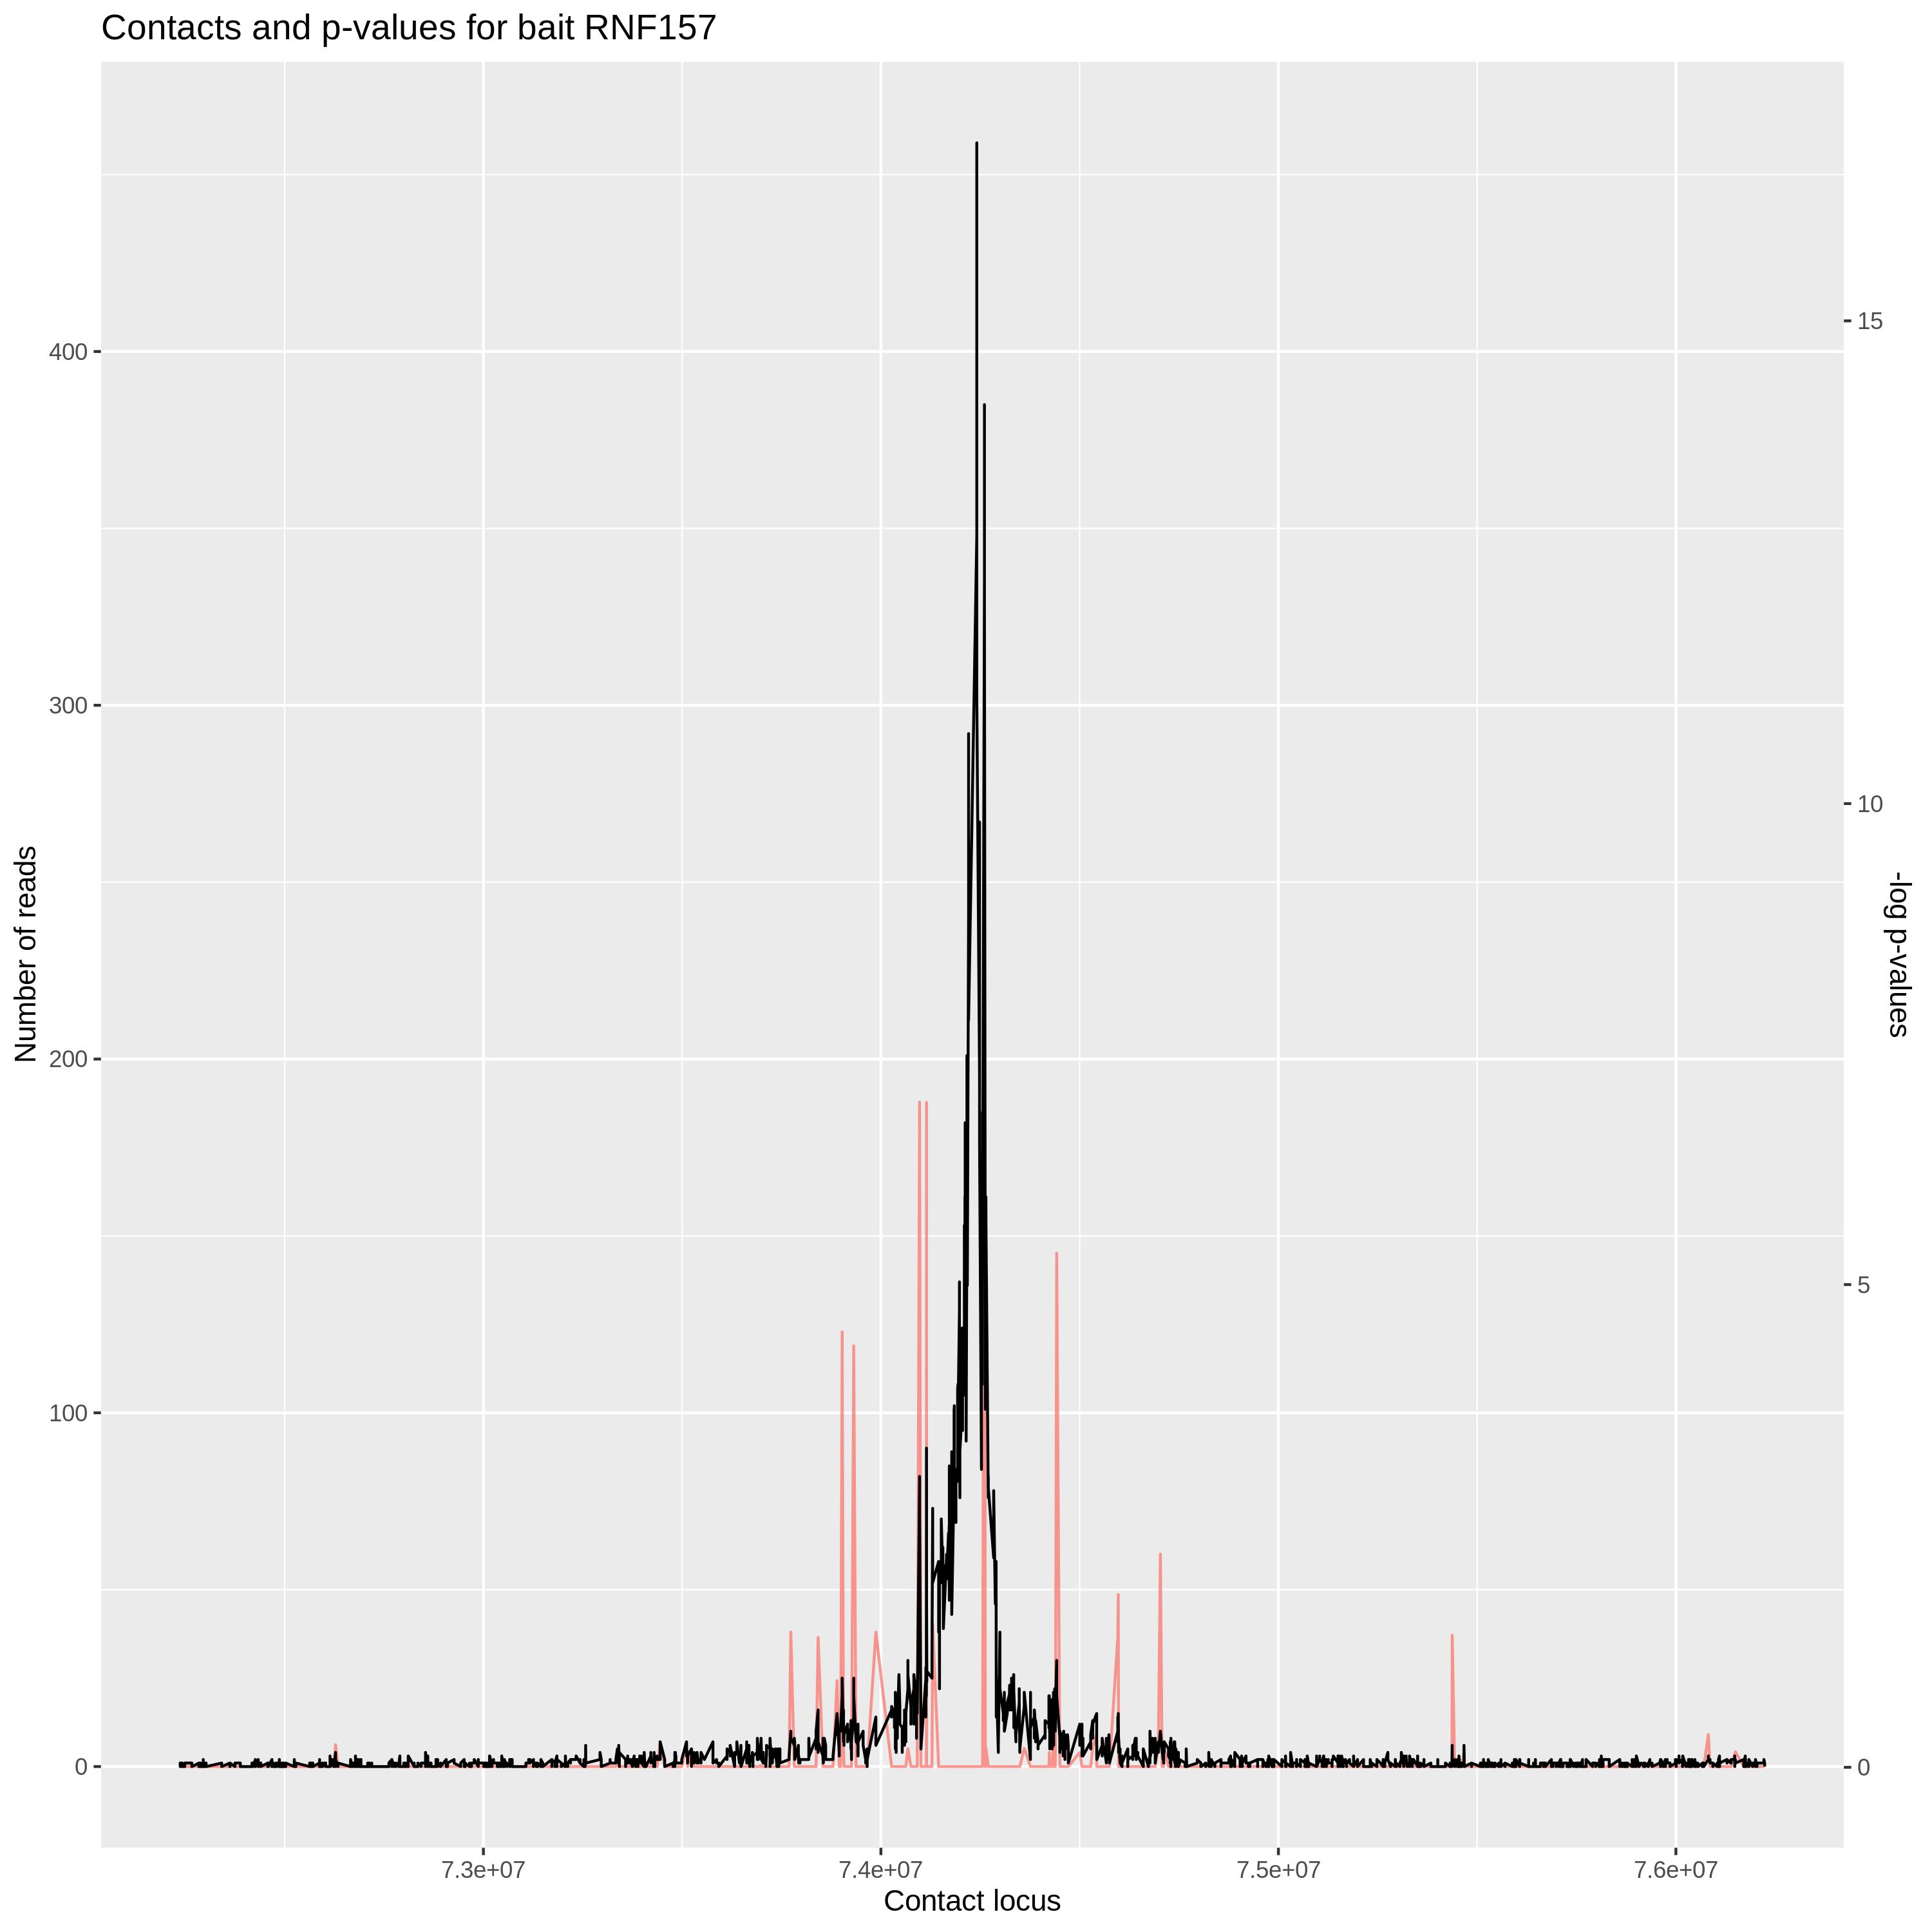 Contacts and p-values for bait RNF157
400
300
200
100
0
Number of reads
15
10
5
0
-log p-values
7.3e+07
7.4e+07
7.5e+07
7.6e+07
Contact locus